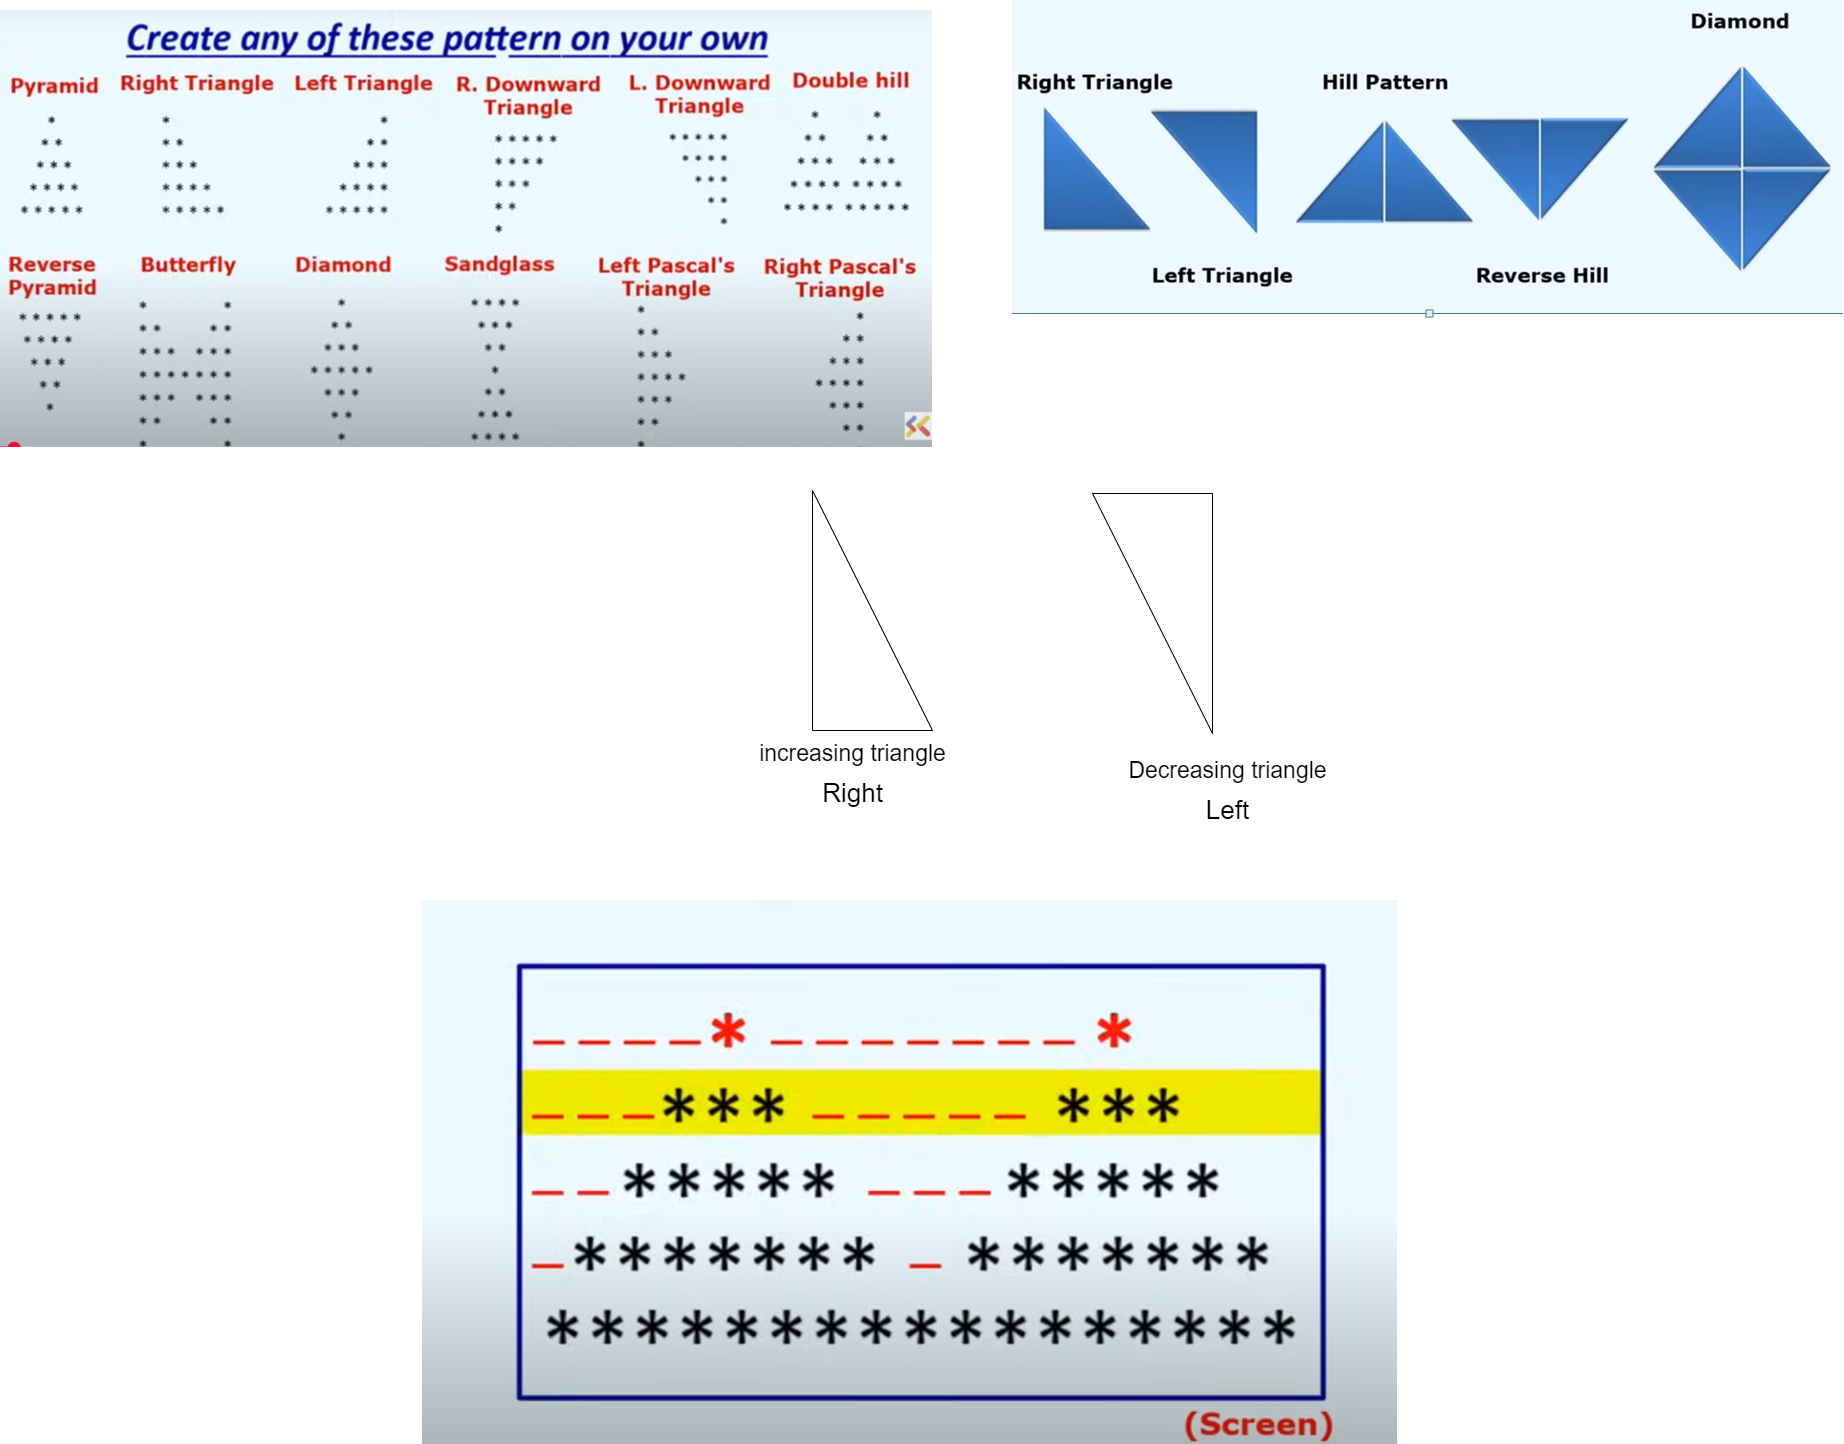 Create any of these pattern on your own
Pyramid Right Triangle Left Triangle R. Downward Triangle L. Downward Triangle Double hill
* * * * * * * * * * * * * * * *
* * * * * * * * * * * * * * *
* * * * * * * * * * * * * * * * * * * * *
* * * * * * * * * * * * * * * * * * * * * *
* * * * * * * * * * * * * * * * * * * * * * * * * *
Reverse Pyramid Butterfly Diamond Sandglass Left Pascal's Triangle Right Pascal's Triangle
* * * * * * * * * * * * * * *
* * * * * * * * * * * * * * * * *
* * * * * * * * * * * * * * * * * * * * *
* * * * * * * * * * * * * * * * * * * * * * *
* * * * * * * * * * * * * * * * * * *
* * * * * * * * * * * * *
* * * * * * * *
Diamond
Right Triangle Hill Pattern
Left Triangle Reverse Hill
increasing triangle
Right
Decreasing triangle
Left
_ _ _ _ * _ _ _ _ _ _ _ *
_ _ _ * * * _ _ _ _ _ * * *
_ _ * * * * * _ _ _ * * * * *
_ * * * * * * * _ * * * * * * *
* * * * * * * * * * * * * * * * *
(Screen)